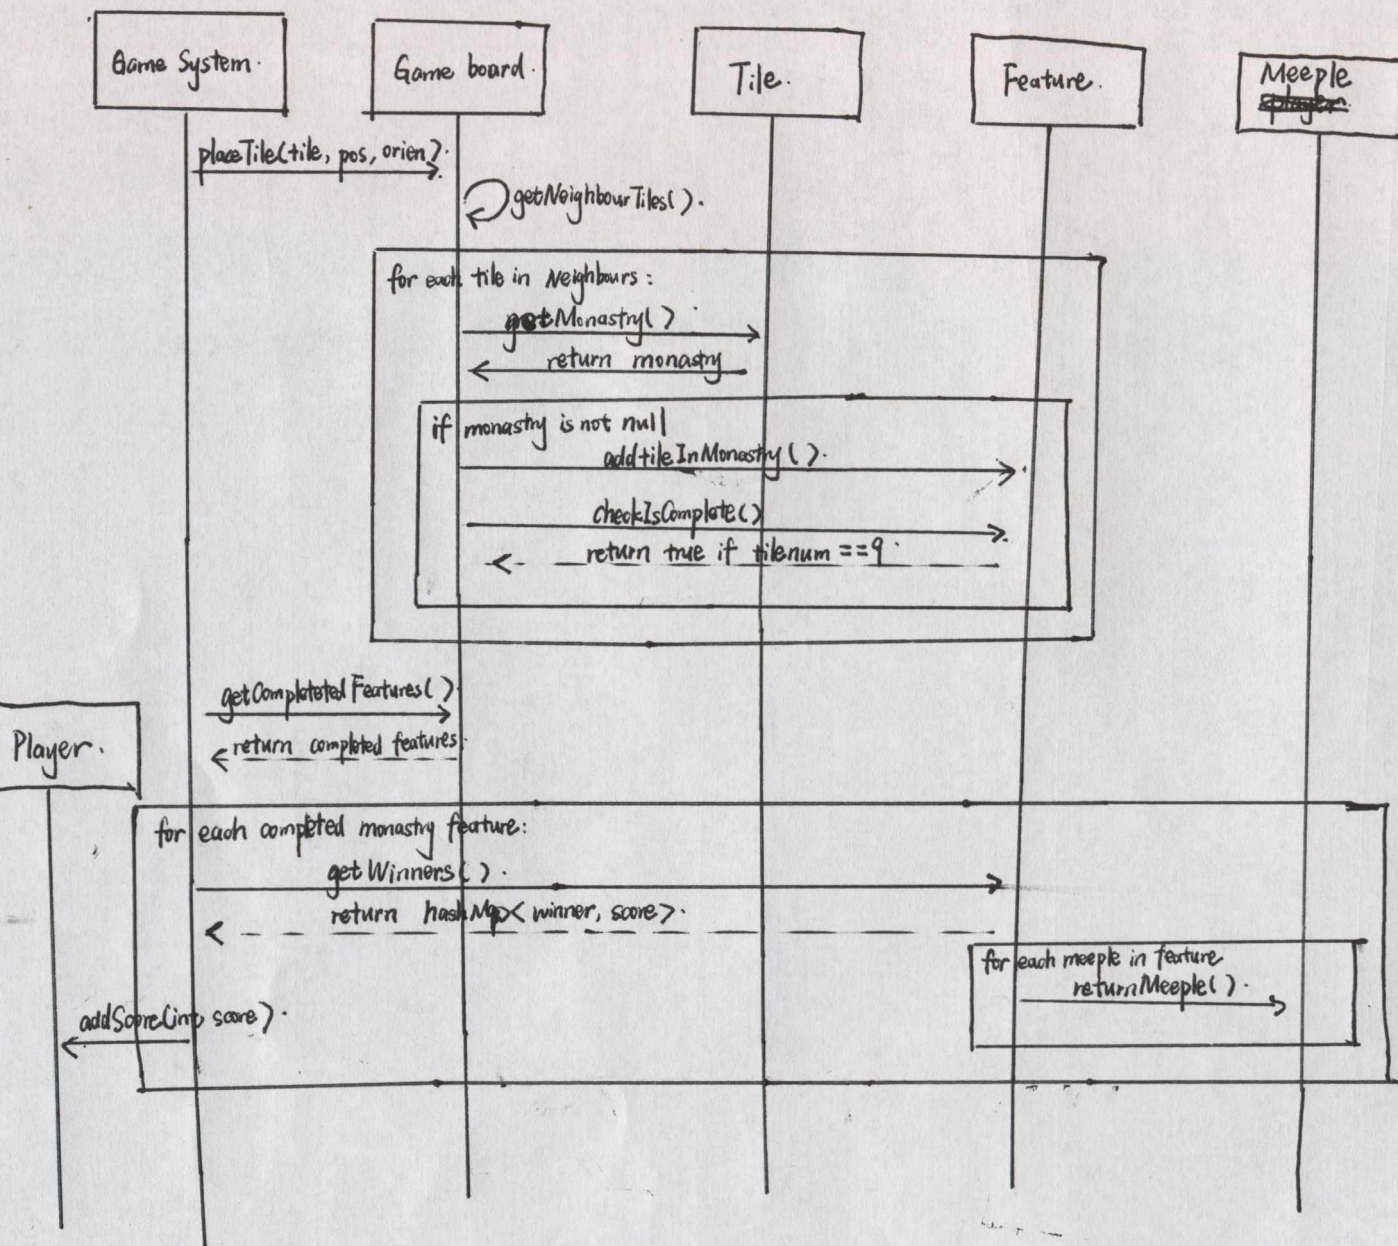 Game System.
Game board.
Tile.
Feature.
Meeple
player
placeTile(tile, pos, orien).
getNeighbourTiles().
for each tile in Neighbours:
getMonastry()
return monastry
if monastry is not null
addtileInMonastry().
checkIsComplete()
return true if tilenum ==9.
getCompleteted Features()
return completed features.
Player.
for each completed monastry feature:
getWinners().
return hashMap< winner, score>.
for each meeple in feature
returnMeeple().
addScore(int score).